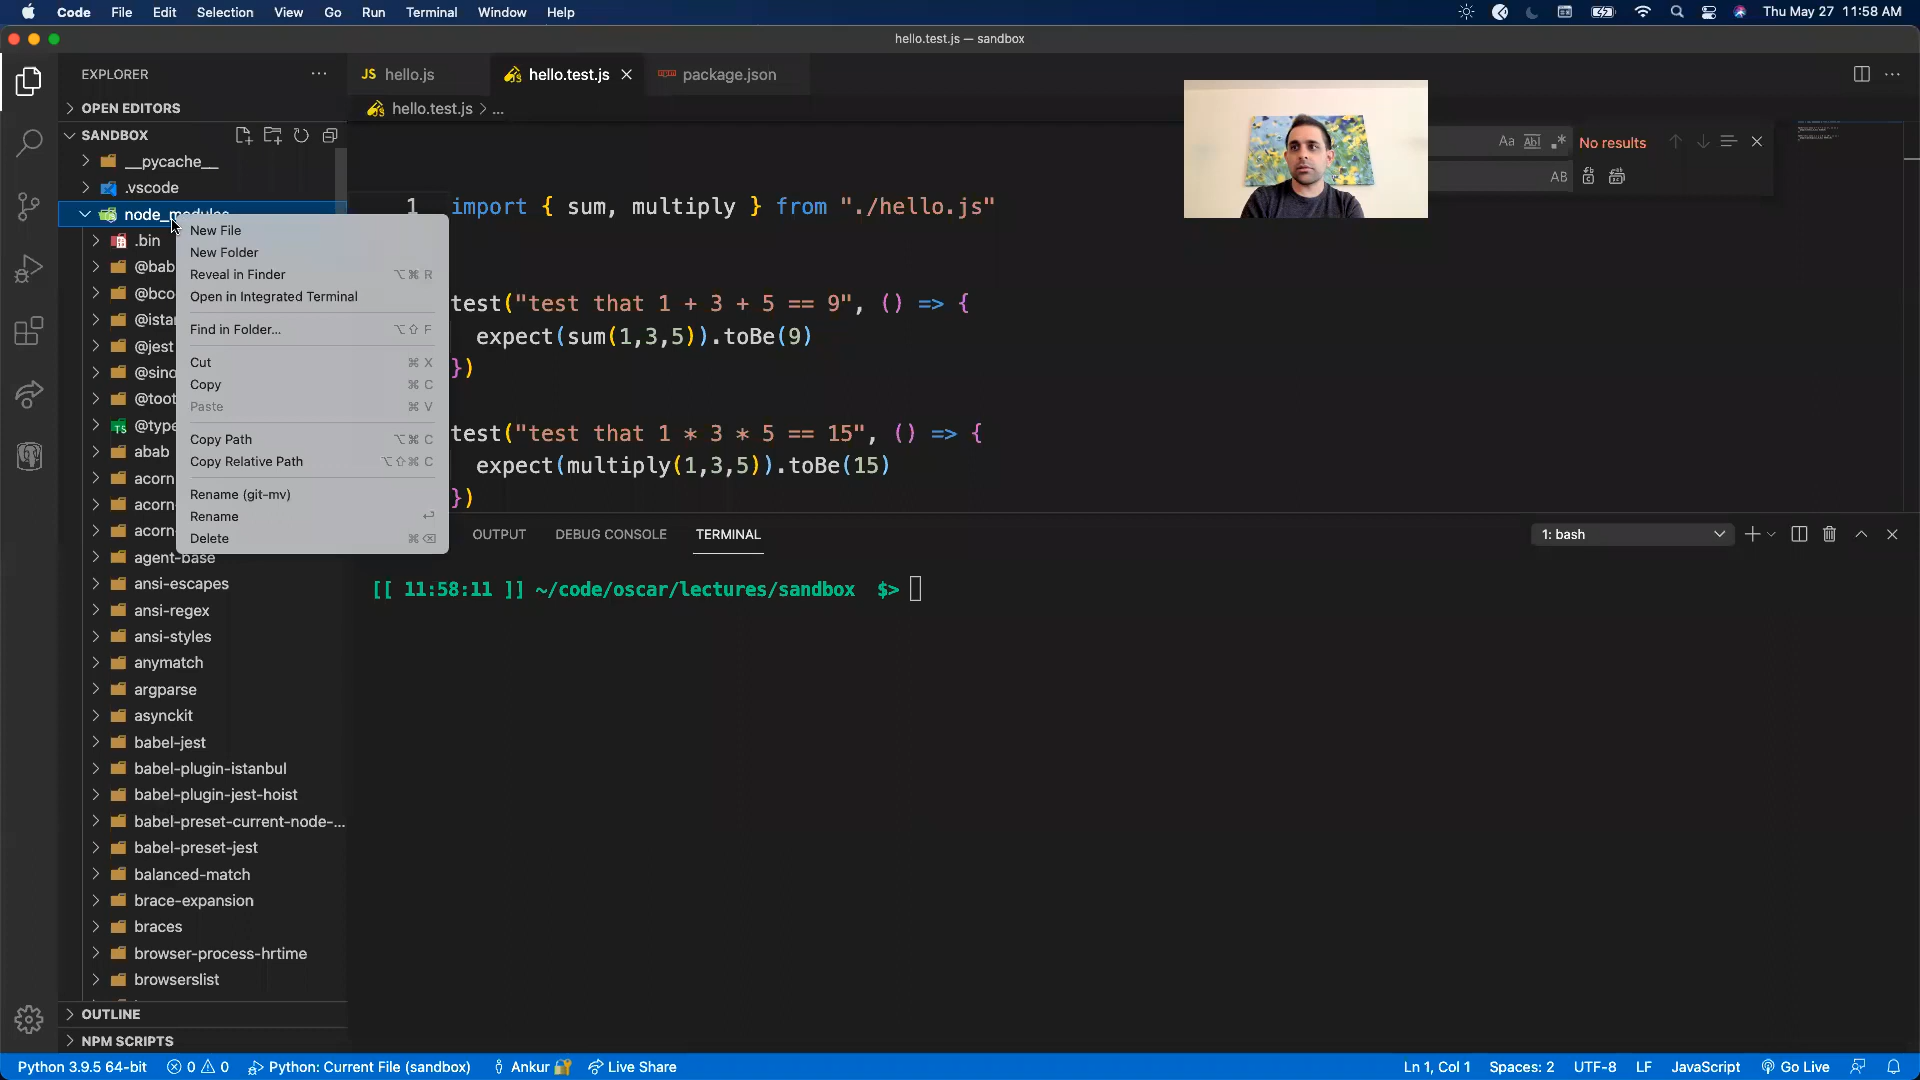 Code File Edit Selection View Go Run Terminal Window Help Thu May 27 11:58 AM
hello.test.js — sandbox
EXPLORER
OPEN EDITORS
SANDBOX
__pycache__
.vscode
node_modules
.bin
@bab
@bco
@istan
@jest
@sino
@toot
@type
abab
acorn
acorn
acorn
agent-base
ansi-escapes
ansi-regex
ansi-styles
anymatch
argparse
asynckit
babel-jest
babel-plugin-istanbul
babel-plugin-jest-hoist
babel-preset-current-node-...
babel-preset-jest
balanced-match
brace-expansion
braces
browser-process-hrtime
browserslist
OUTLINE
NPM SCRIPTS
New File
New Folder
Reveal in Finder ⌥⌘ R
Open in Integrated Terminal
Find in Folder... ⌥⇧ F
Cut ⌘ X
Copy ⌘ C
Paste ⌘ V
Copy Path ⌥⌘ C
Copy Relative Path ⌥⇧⌘ C
Rename (git-mv)
Rename ⏎
Delete ⌘ ⌫
JS hello.js hello.test.js package.json
hello.test.js > ...
Aa Abl .* No results
AB
1 import { sum, multiply } from "./hello.js"
test("test that 1 + 3 + 5 == 9", () => {
expect(sum(1,3,5)).toBe(9)
})
test("test that 1 * 3 * 5 == 15", () => {
expect(multiply(1,3,5)).toBe(15)
})
OUTPUT DEBUG CONSOLE TERMINAL 1: bash
[[ 11:58:11 ]] ~/code/oscar/lectures/sandbox $>
Python 3.9.5 64-bit 0 0 Python: Current File (sandbox) Ankur Live Share Ln 1, Col 1 Spaces: 2 UTF-8 LF JavaScript Go Live